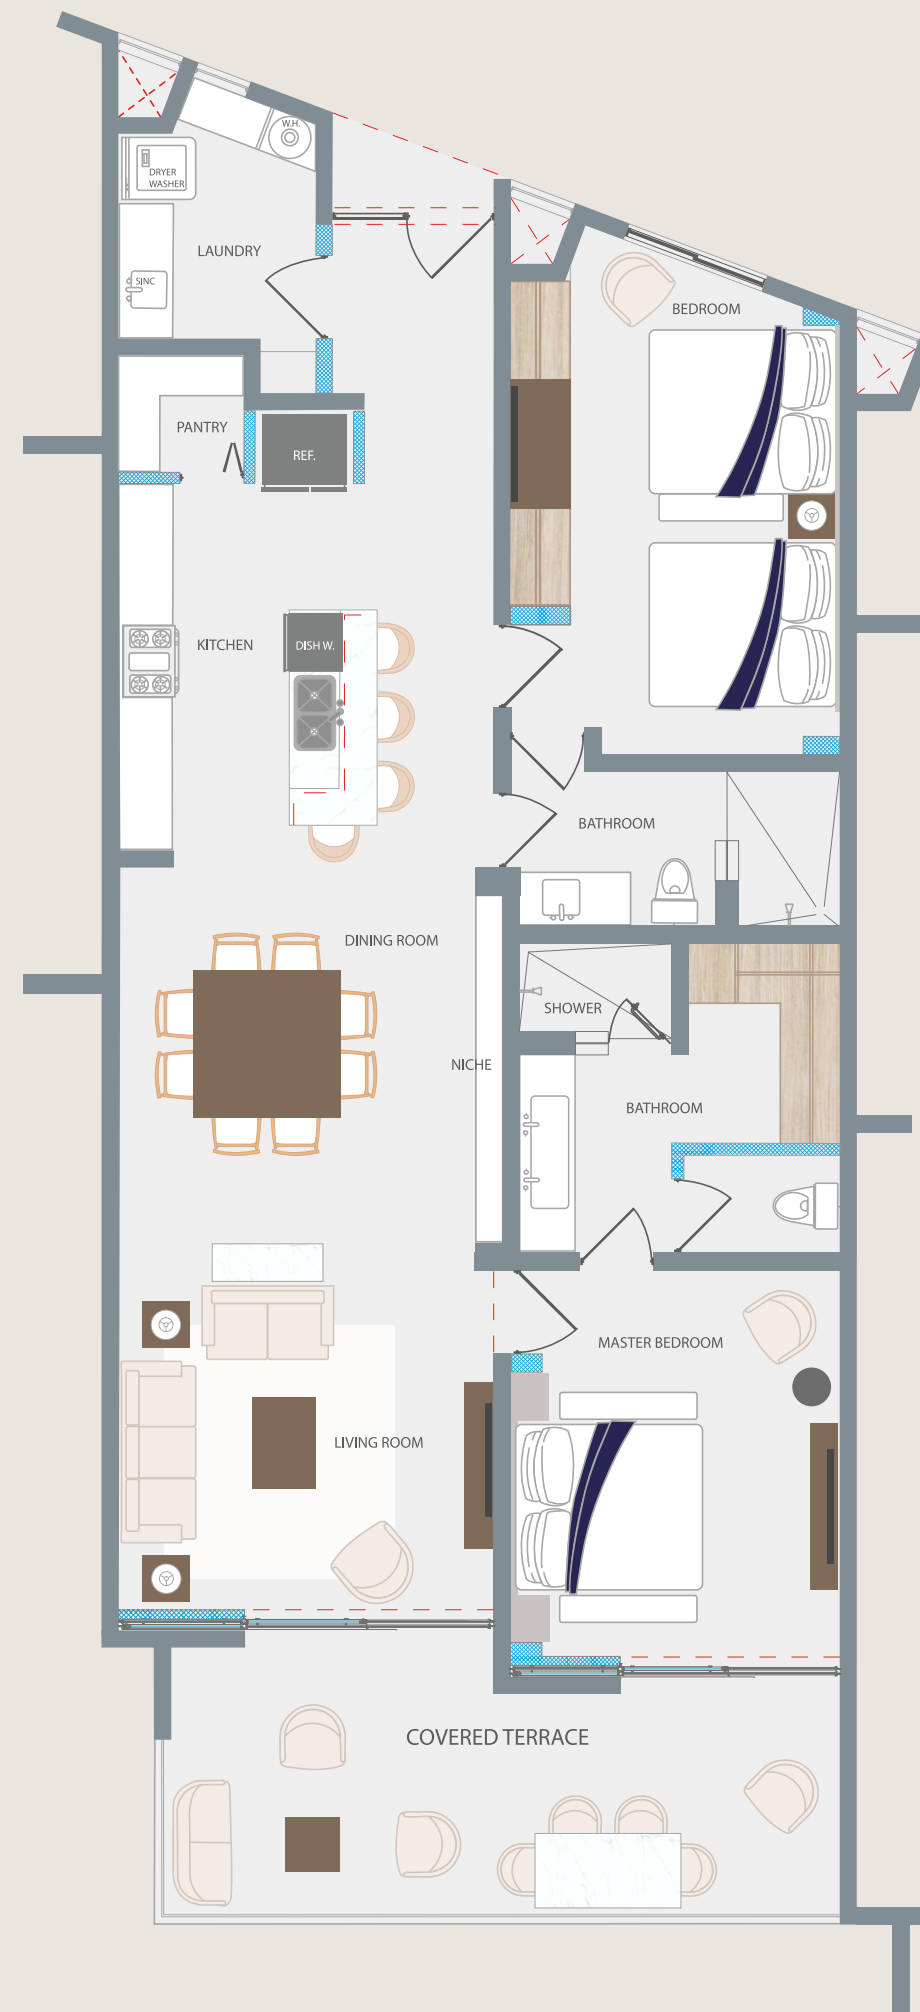 W.H.
DRYER
WASHER
LAUNDRY
SINC
BEDROOM
PANTRY
REF.
KITCHEN
DISH W.
BATHROOM
DINING ROOM
SHOWER
NICHE
BATHROOM
MASTER BEDROOM
LIVING ROOM
COVERED TERRACE